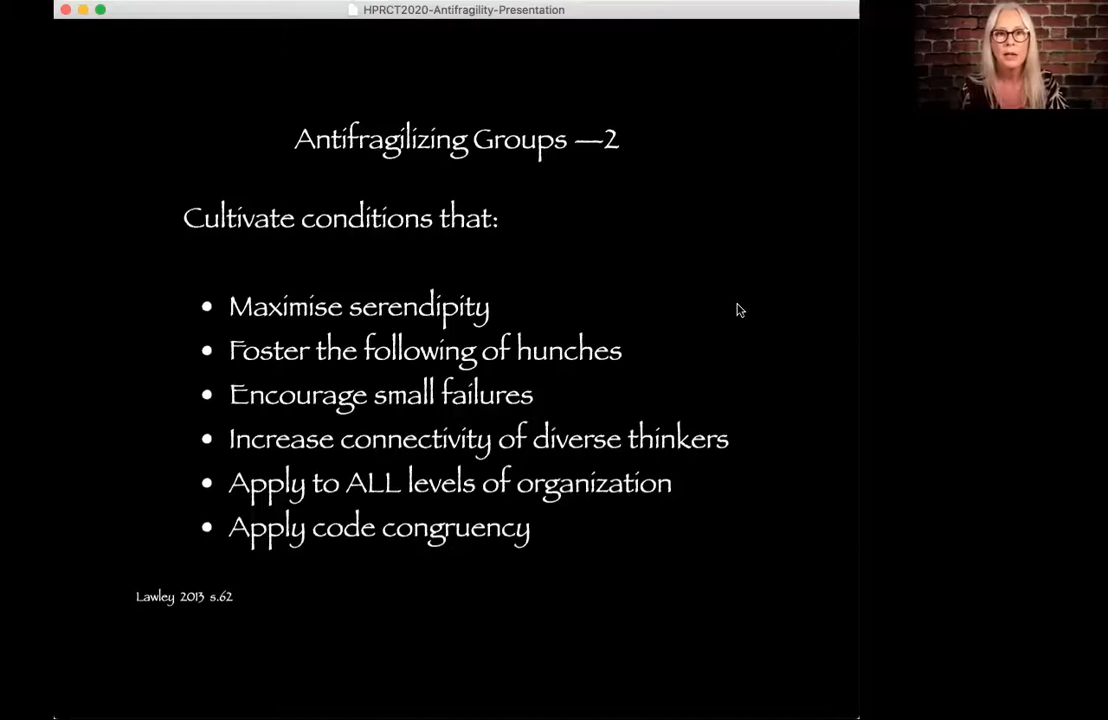 HPRCT2020-Antifragility-Presentation
Antifragilizing Groups —2
Cultivate conditions that:
• Maximise serendipity
• Foster the following of hunches
• Encourage small failures
• Increase connectivity of diverse thinkers
• Apply to ALL levels of organization
• Apply code congruency
Lawley 2013 s.62